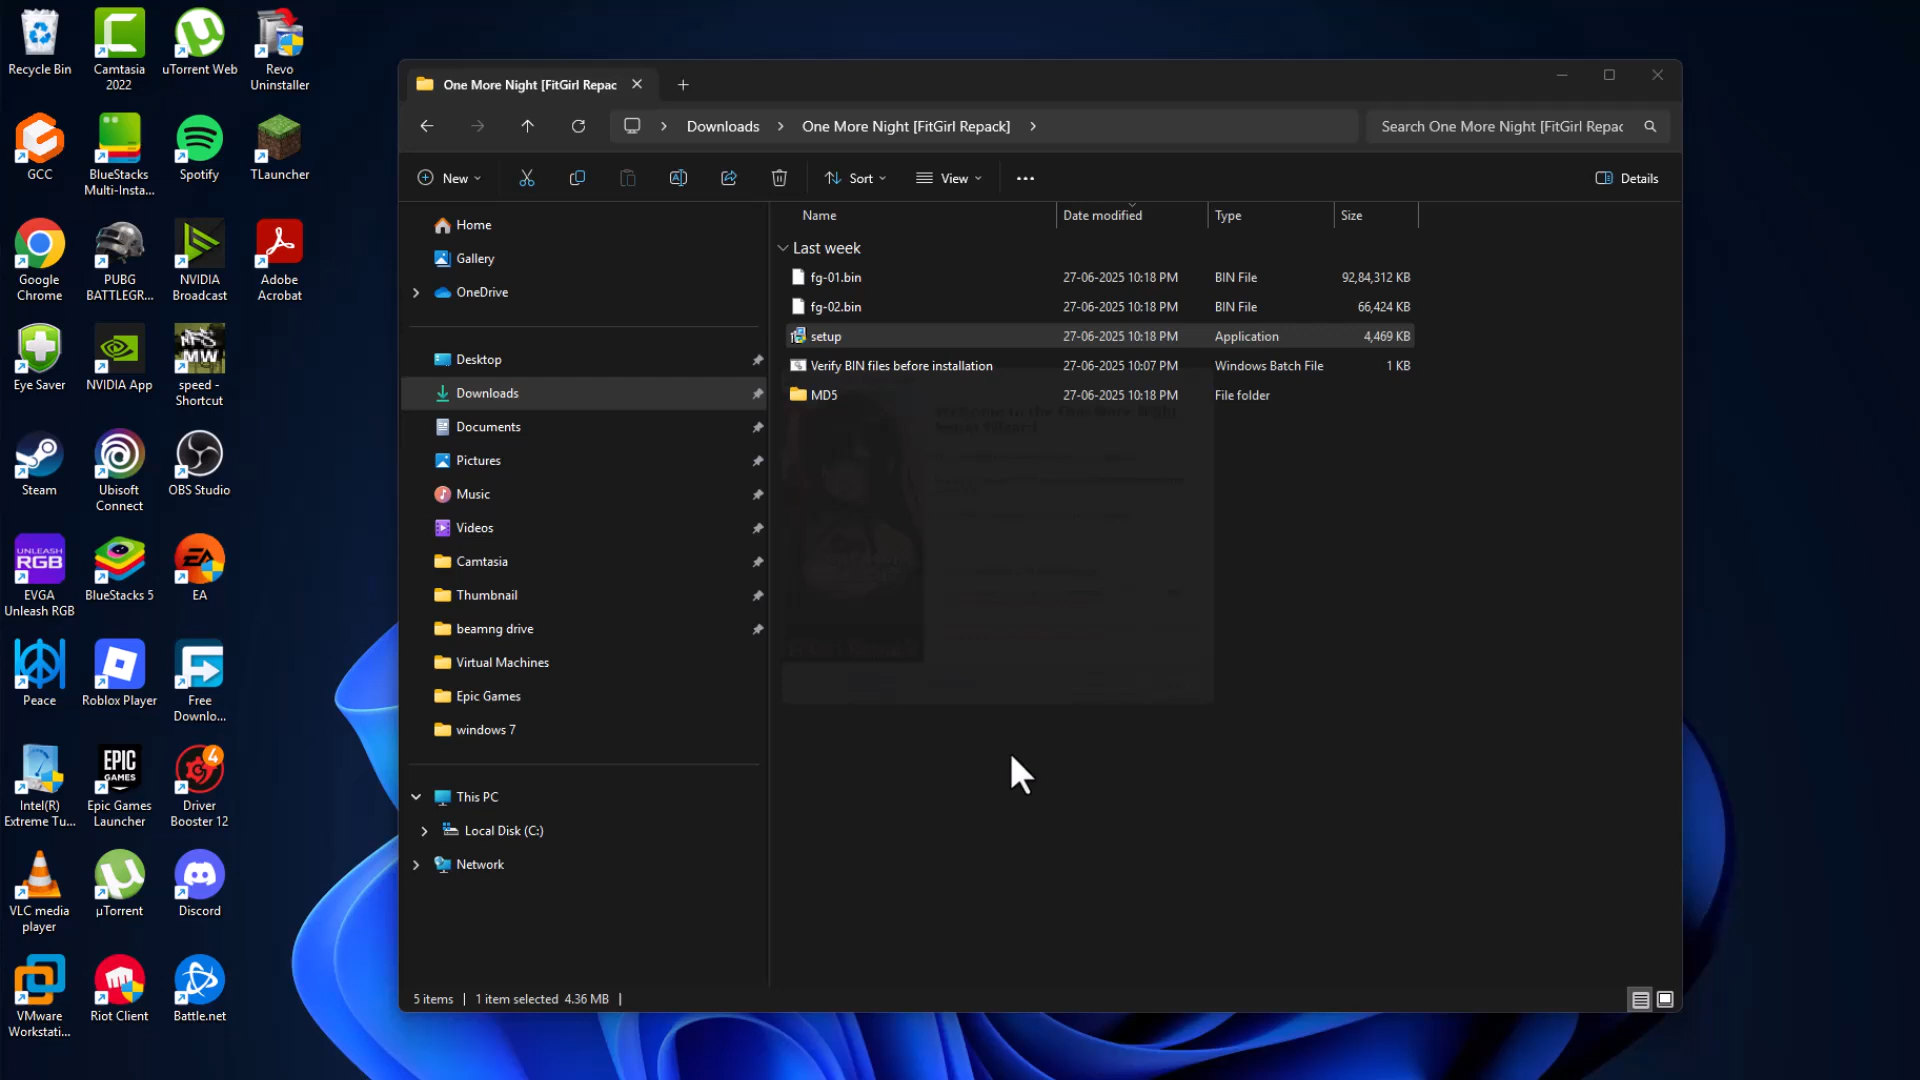 Recycle Bin
Camtasia
2022
uTorrent Web
Revo
Uninstaller
GCC
BlueStacks
Multi-Insta...
Spotify
TLauncher
Google
Chrome
PUBG
BATTLEGR...
NVIDIA
Broadcast
Adobe
Acrobat
Eye Saver
NVIDIA App
speed -
Shortcut
Steam
Ubisoft
Connect
OBS Studio
UNLEASH
RGB
EVGA
Unleash RGB
BlueStacks 5
EA
EA
Peace
Roblox Player
Free
Downlo...
Intel(R)
Extreme Tu...
EPIC
GAMES
Epic Games
Launcher
4
Driver
Booster 12
VLC media
player
µTorrent
Discord
VMware
Workstati...
Riot Client
Battle.net
One More Night [FitGirl Repac
Downloads
One More Night [FitGirl Repack]
Search One More Night [FitGirl Repac
New
Sort
View
Details
Home
Gallery
OneDrive
Desktop
Downloads
Documents
Pictures
Music
Videos
Camtasia
Thumbnail
beamng drive
Virtual Machines
Epic Games
windows 7
This PC
Local Disk (C:)
Network
Name Date modified Type Size
Last week
fg-01.bin 27-06-2025 10:18 PM BIN File 92,84,312 KB
fg-02.bin 27-06-2025 10:18 PM BIN File 66,424 KB
setup 27-06-2025 10:18 PM Application 4,469 KB
Verify BIN files before installation 27-06-2025 10:07 PM Windows Batch File 1 KB
MD5 27-06-2025 10:18 PM File folder
5 items | 1 item selected 4.36 MB |